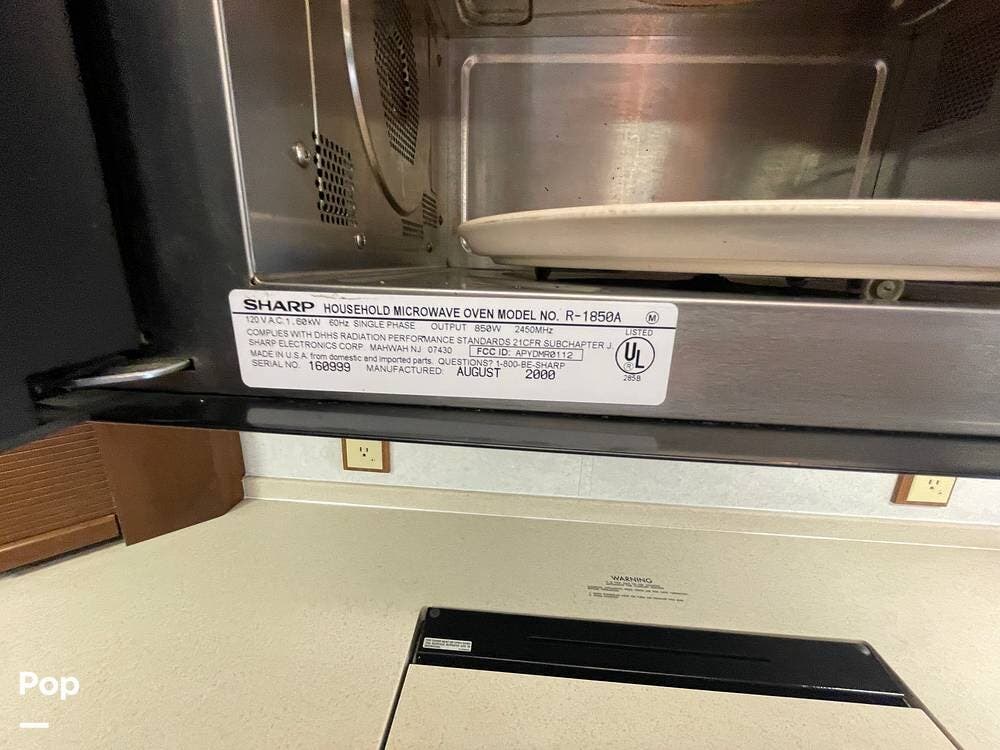 SHARP HOUSEHOLD MICROWAVE OVEN MODEL NO. R-1850A M
120 V A.C. 1.60kW 60Hz SINGLE PHASE OUTPUT 850W 2450MHz
COMPLIES WITH DHHS RADIATION PERFORMANCE STANDARDS 21CFR SUBCHAPTER J.
SHARP ELECTRONICS CORP. MAHWAH NJ 07430 FCC ID: APYDMR0112
MADE IN U.S.A. from domestic and imported parts. QUESTIONS? 1-800-BE-SHARP
SERIAL NO. 160999 MANUFACTURED: AUGUST 2000
LISTED
UL
®
285B
WARNING
Pop